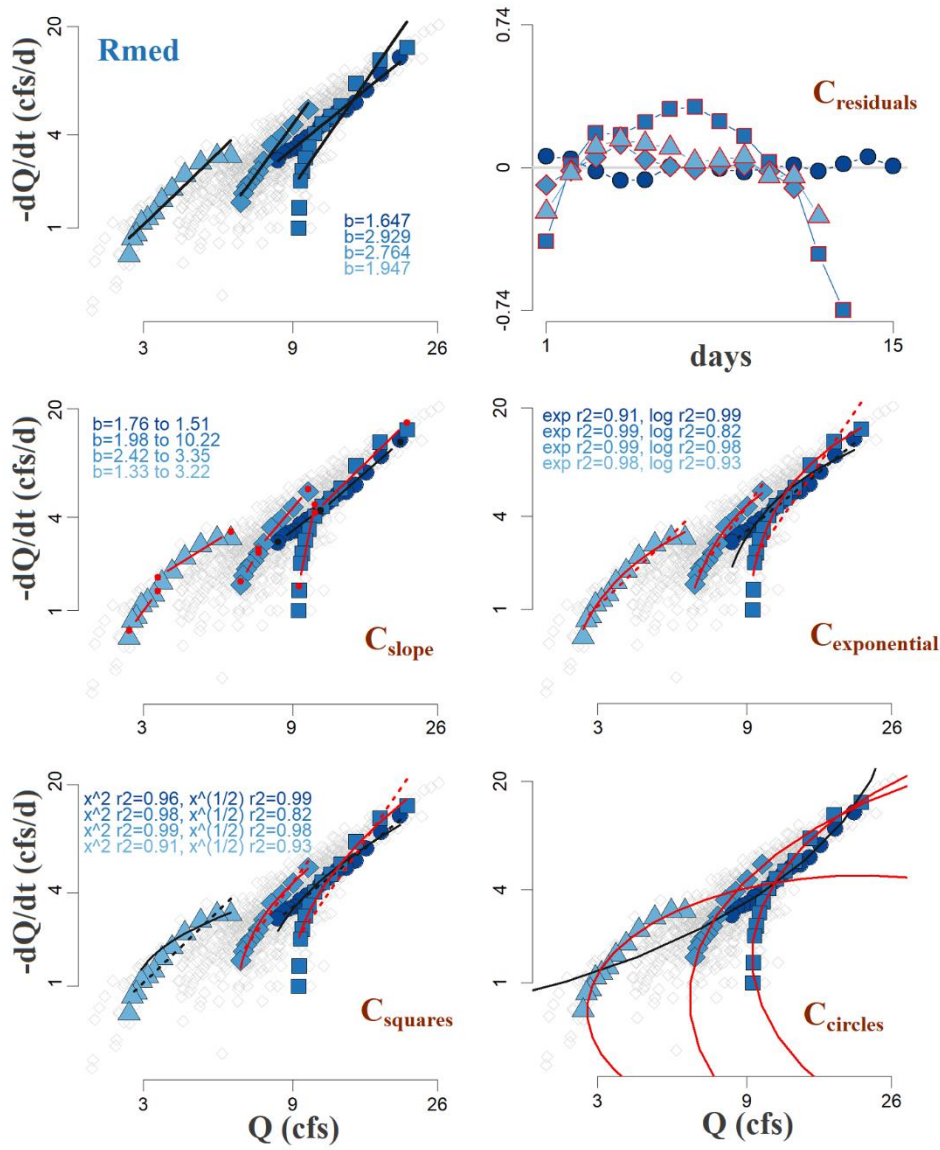 Rmed
-dQ/dt (cfs/d)
20
4
1
b=1.647
b=2.929
b=2.764
b=1.947
3
9
26
C residuals
0.74
0
-0.74
1
15
days
-dQ/dt (cfs/d)
20
4
1
b=1.76 to 1.51
b=1.98 to 10.22
b=2.42 to 3.35
b=1.33 to 3.22
C slope
3
9
26
20
4
1
exp r2=0.91, log r2=0.99
exp r2=0.99, log r2=0.82
exp r2=0.99, log r2=0.98
exp r2=0.98, log r2=0.93
C exponential
3
9
26
-dQ/dt (cfs/d)
20
4
1
x^2 r2=0.96, x^(1/2) r2=0.99
x^2 r2=0.98, x^(1/2) r2=0.82
x^2 r2=0.99, x^(1/2) r2=0.98
x^2 r2=0.91, x^(1/2) r2=0.93
C squares
3
9
26
Q (cfs)
20
4
1
C circles
3
9
26
Q (cfs)